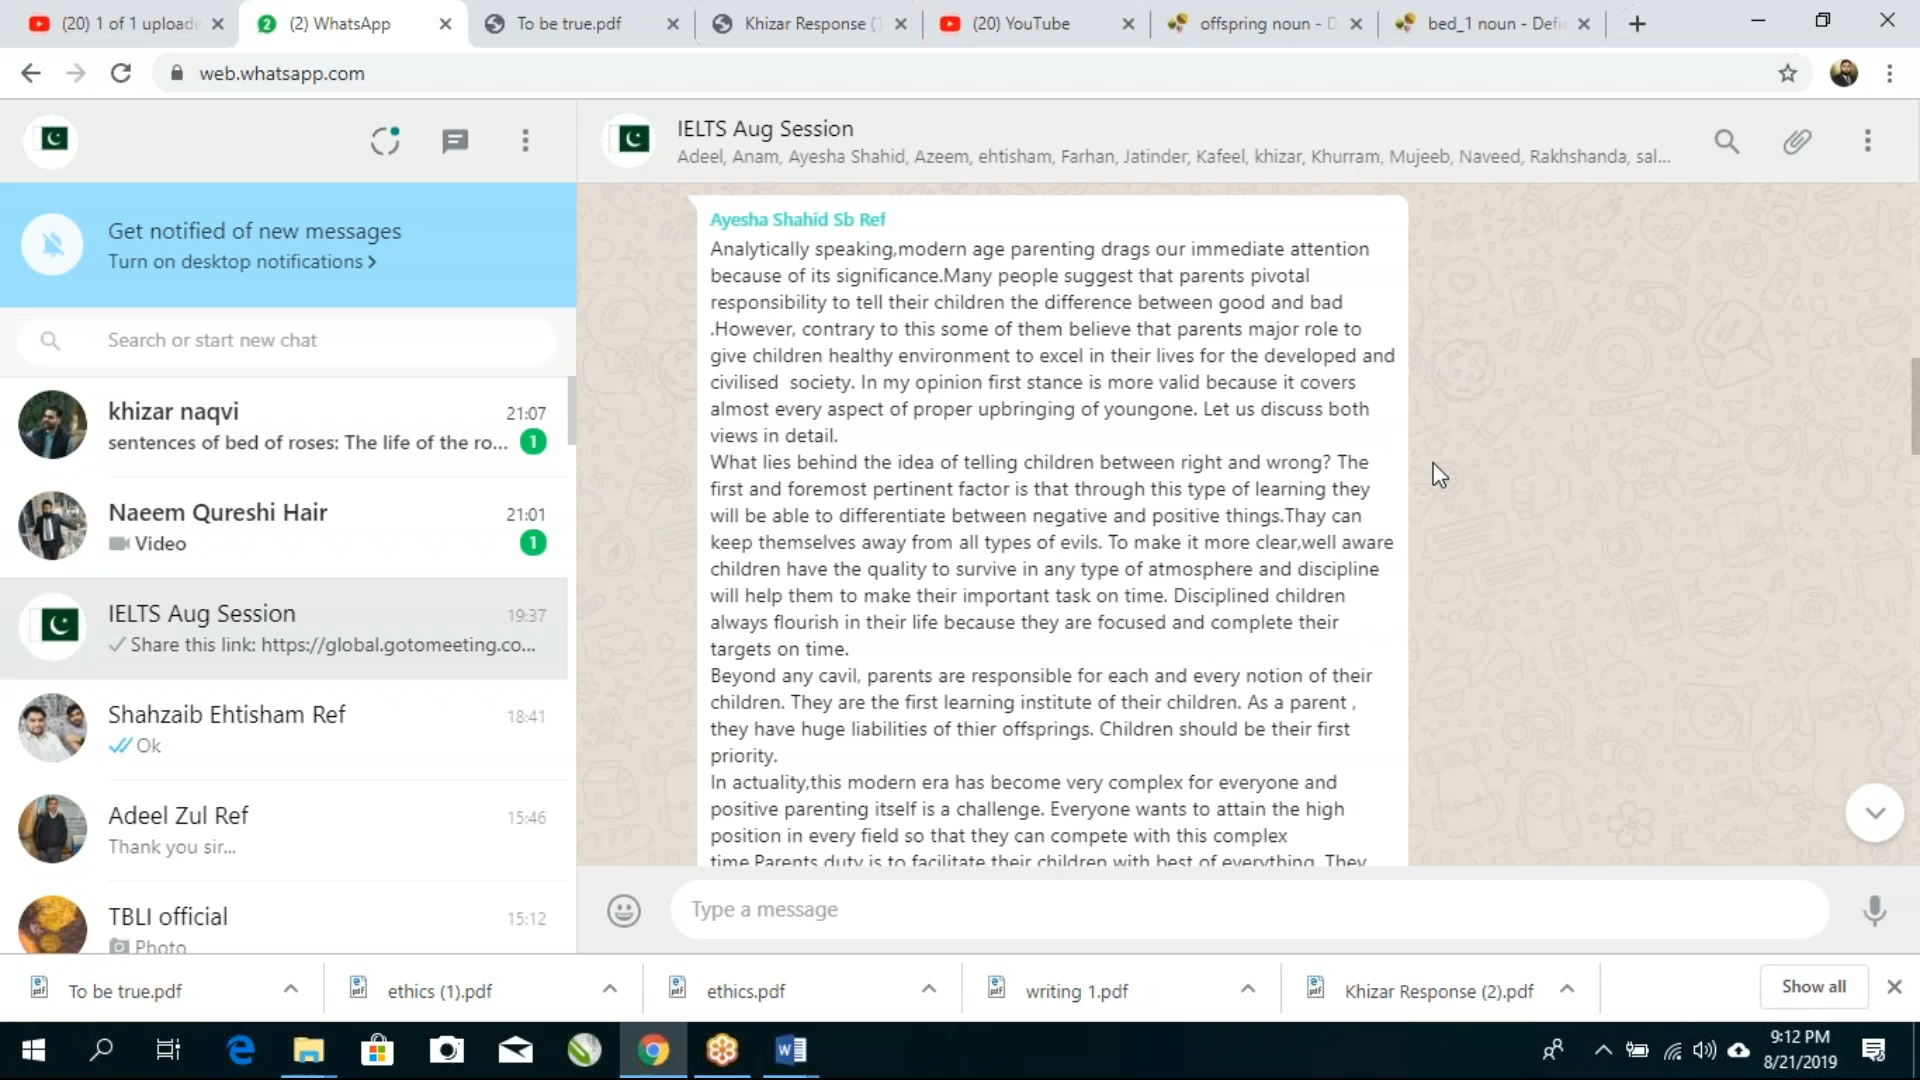 (20) 1 of 1 upload
(2) WhatsApp
To be true.pdf
Khizar Response (
(20) YouTube
offspring noun - D
bed_1 noun - Defi
web.whatsapp.com
IELTS Aug Session
Adeel, Anam, Ayesha Shahid, Azeem, ehtisham, Farhan, Jatinder, Kafeel, khizar, Khurram, Mujeeb, Naveed, Rakhshanda, sal...
Get notified of new messages
Turn on desktop notifications >
Search or start new chat
khizar naqvi
21:07
sentences of bed of roses: The life of the ro...
1
Naeem Qureshi Hair
21:01
Video
1
IELTS Aug Session
19:37
Share this link: https://global.gotomeeting.co...
Shahzaib Ehtisham Ref
18:41
Ok
Adeel Zul Ref
15:46
Thank you sir...
TBLI official
15:12
Photo
Ayesha Shahid Sb Ref
Analytically speaking,modern age parenting drags our immediate attention
because of its significance.Many people suggest that parents pivotal
responsibility to tell their children the difference between good and bad
.However, contrary to this some of them believe that parents major role to
give children healthy environment to excel in their lives for the developed and
civilised  society. In my opinion first stance is more valid because it covers
almost every aspect of proper upbringing of youngone. Let us discuss both
views in detail.
What lies behind the idea of telling children between right and wrong? The
first and foremost pertinent factor is that through this type of learning they
will be able to differentiate between negative and positive things.Thay can
keep themselves away from all types of evils. To make it more clear,well aware
children have the quality to survive in any type of atmosphere and discipline
will help them to make their important task on time. Disciplined children
always flourish in their life because they are focused and complete their
targets on time.
Beyond any cavil, parents are responsible for each and every notion of their
children. They are the first learning institute of their children. As a parent ,
they have huge liabilities of thier offsprings. Children should be their first
priority.
In actuality,this modern era has become very complex for everyone and
positive parenting itself is a challenge. Everyone wants to attain the high
position in every field so that they can compete with this complex
time.Parents duty is to facilitate their children with best of everything. They
Type a message
To be true.pdf
ethics (1).pdf
ethics.pdf
writing 1.pdf
Khizar Response (2).pdf
Show all
9:12 PM
8/21/2019